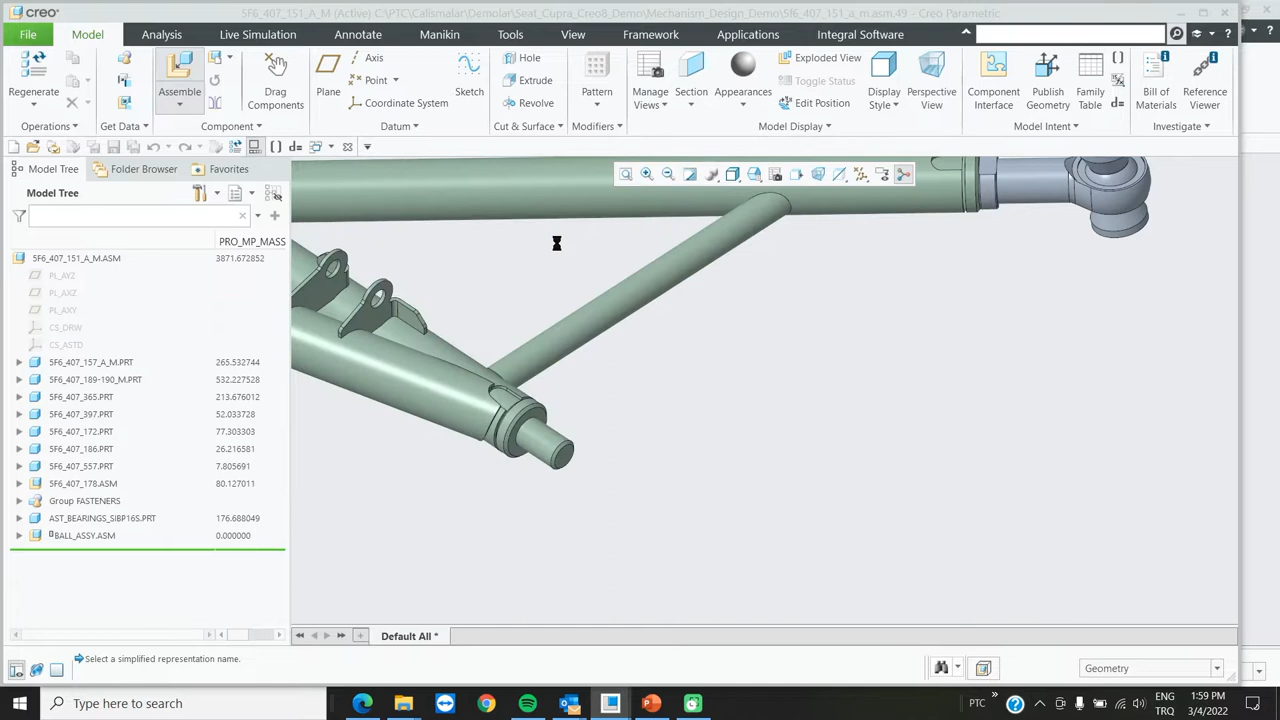 creo
5F6_407_151_A_M (Active) C:\PTC\Calismalar\Demolar\Seat_Cupra_Creo8_Demo\Mechanism_Design_Demo\5f6_407_151_a_m.asm.49 - Creo Parametric
File Model Analysis Live Simulation Annotate Manikin Tools View Framework Applications Integral Software
Regenerate
Operations
Get Data
Assemble
Drag
Components
Component
Plane
Axis
Point
Coordinate System
Sketch
Datum
Hole
Extrude
Revolve
Cut & Surface
Pattern
Modifiers
Manage
Views
Section
Appearances
Exploded View
Toggle Status
Edit Position
Display
Style
Perspective
View
Model Display
Component
Interface
Publish
Geometry
Family
Table
d=
Model Intent
Bill of
Materials
Reference
Viewer
Investigate
d=
Model Tree Folder Browser Favorites
Model Tree
PRO_MP_MASS
5F6_407_151_A_M.ASM 3871.672852
PL_AYZ
PL_AXZ
PL_AXY
CS_DRW
CS_ASTD
5F6_407_157_A_M.PRT 265.532744
5F6_407_189-190_M.PRT 532.227528
5F6_407_365.PRT 213.676012
5F6_407_397.PRT 52.033728
5F6_407_172.PRT 77.303303
5F6_407_186.PRT 26.216581
5F6_407_557.PRT 7.805691
5F6_407_178.ASM 80.127011
Group FASTENERS
AST_BEARINGS_SIBP16S.PRT 176.688049
BALL_ASSY.ASM 0.000000
Default All *
Select a simplified representation name.
Geometry
Type here to search
PTC
ENG
TRQ
1:59 PM
3/4/2022